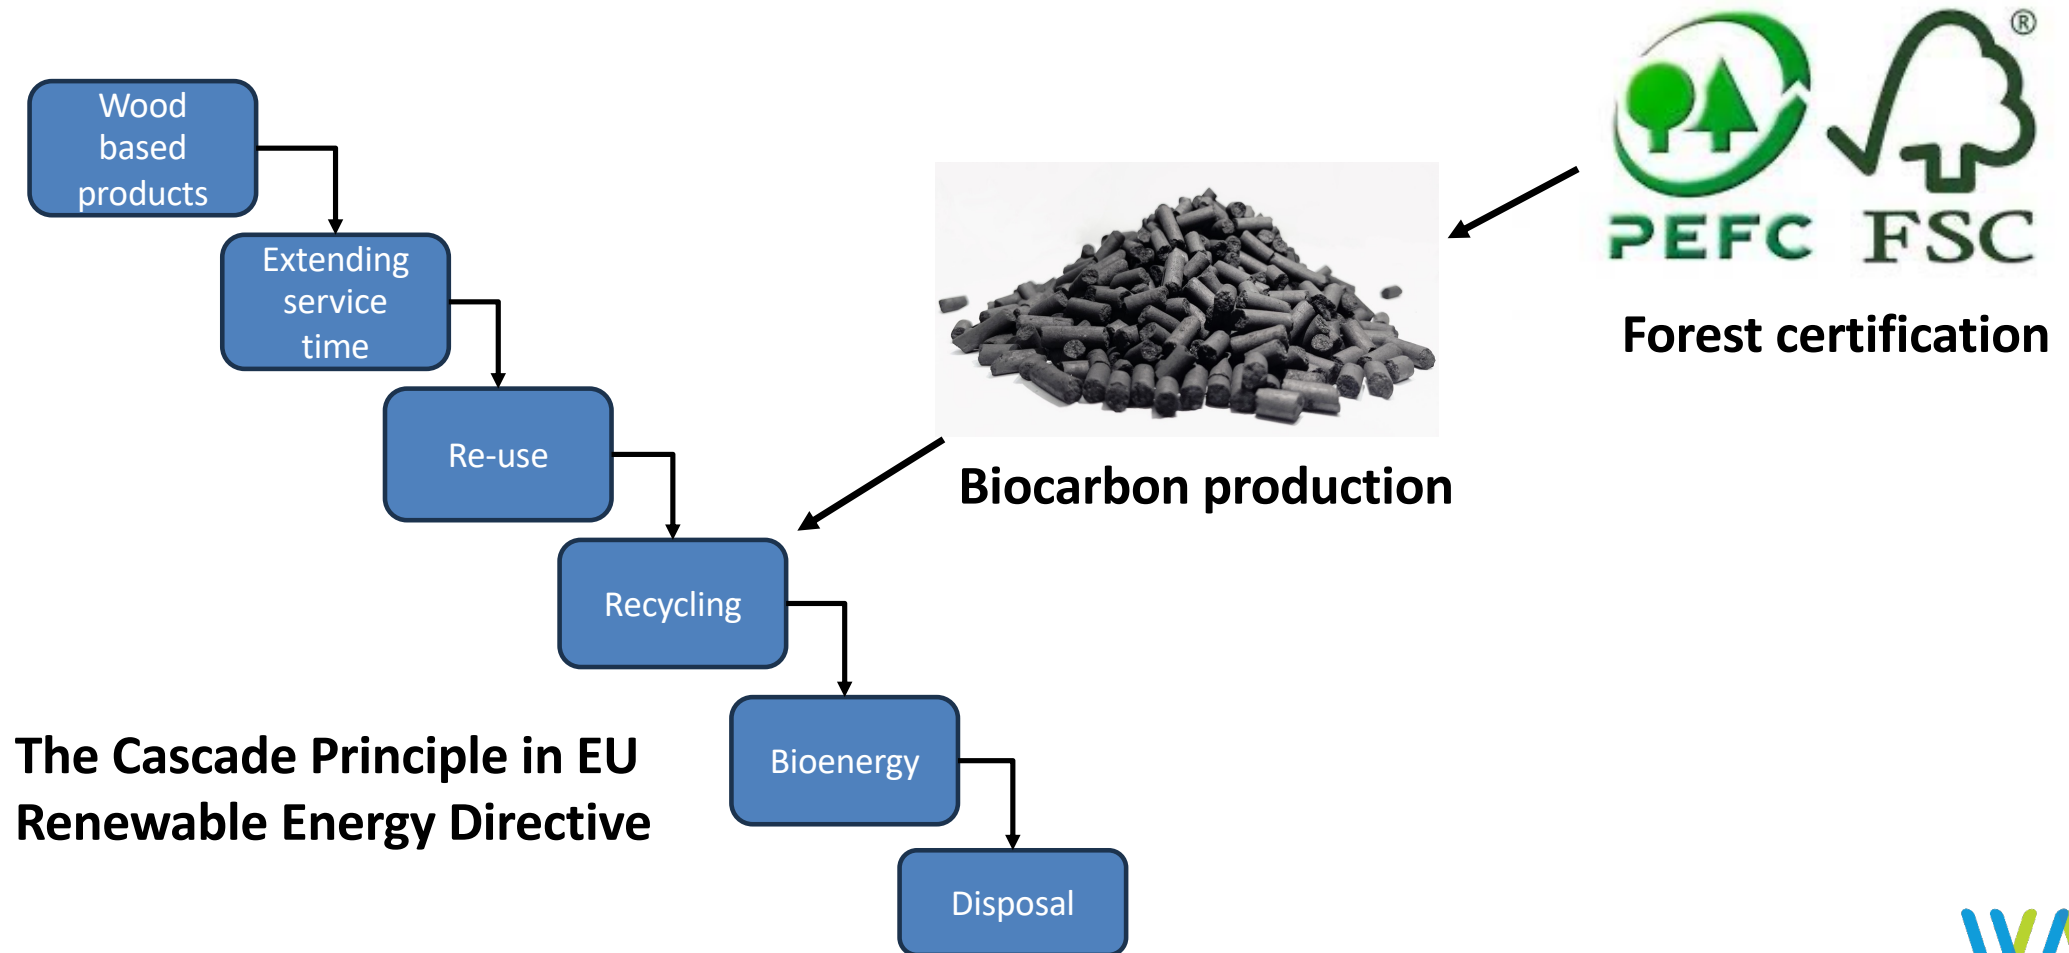 Wood
based
products
Extending
service
time
Re-use
Recycling
Bioenergy
Disposal
The Cascade Principle in EU
Renewable Energy Directive
Biocarbon production
PEFC
FSC
®
Forest certification